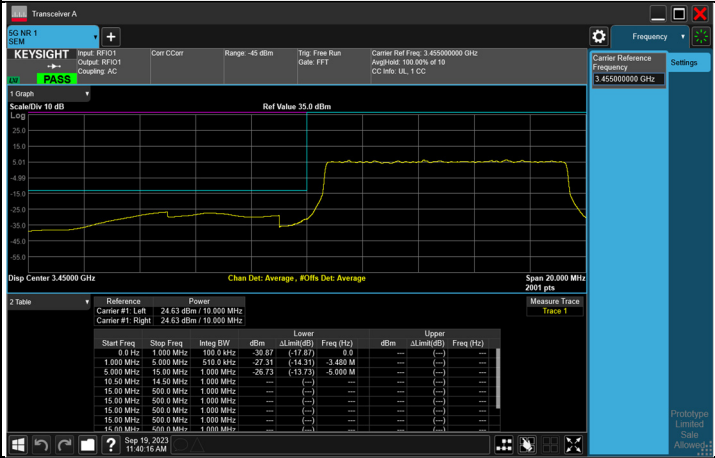 Transceiver A
5G NR 1
SEM
Frequency
KEYSIGHT
Input: RFIO1
Output: RFIO1
Coupling: AC
Corr CCorr
Range: -45 dBm
Trig: Free Run
Gate: FFT
Carrier Ref Freq: 3.455000000 GHz
Avg|Hold: 100.00% of 10
CC Info: UL, 1 CC
PASS
Carrier Reference
Frequency
3.455000000 GHz
Settings
1 Graph
Scale/Div 10 dB
Ref Value 35.0 dBm
Log
25.0
15.0
5.01
-4.99
-15.0
-25.0
-35.0
-45.0
-55.0
Disp Center 3.45000 GHz
Chan Det: Average , #Offs Det: Average
Span 20.000 MHz
2001 pts
2 Table
Reference Power
Carrier #1: Left 24.63 dBm / 10.000 MHz
Carrier #1: Right 24.63 dBm / 10.000 MHz
Measure Trace
Trace 1
Lower Upper
Start Freq Stop Freq Integ BW dBm ΔLimit(dB) Freq (Hz) dBm ΔLimit(dB) Freq (Hz)
0.0 Hz 1.000 MHz 100.0 kHz -30.87 (-17.87) 0.0 --- (---) ---
1.000 MHz 5.000 MHz 510.0 kHz -27.31 (-14.31) -3.480 M --- (---) ---
5.000 MHz 15.00 MHz 1.000 MHz -26.73 (-13.73) -5.000 M --- (---) ---
10.50 MHz 14.50 MHz 1.000 MHz --- (---) --- --- (---) ---
15.00 MHz 500.0 MHz 1.000 MHz --- (---) --- --- (---) ---
15.00 MHz 500.0 MHz 1.000 MHz --- (---) --- --- (---) ---
15.00 MHz 500.0 MHz 1.000 MHz --- (---) --- --- (---) ---
15.00 MHz 500.0 MHz 1.000 MHz --- (---) --- --- (---) ---
Prototype
Limited
Sale
Allowed
Sep 19, 2023
11:40:16 AM